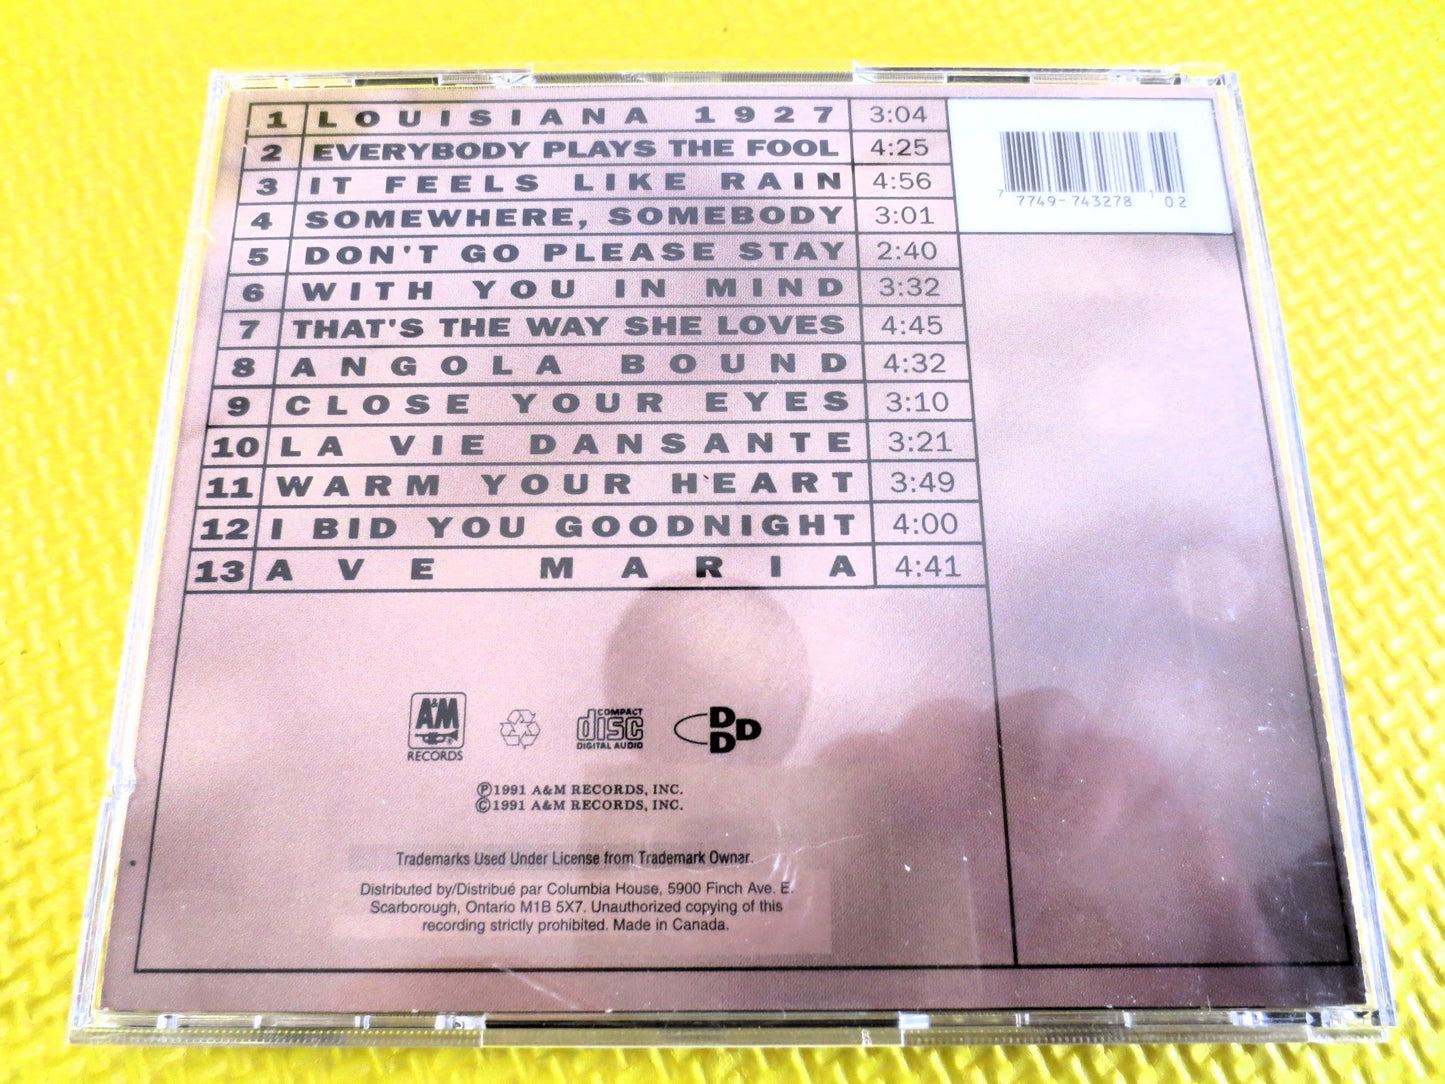 1 LOUISIANA 1927 3:04
2 EVERYBODY PLAYS THE FOOL 4:25
3 IT FEELS LIKE RAIN 4:56
4 SOMEWHERE, SOMEBODY 3:01
5 DON'T GO PLEASE STAY 2:40
6 WITH YOU IN MIND 3:32
7 THAT'S THE WAY SHE LOVES 4:45
8 ANGOLA BOUND 4:32
9 CLOSE YOUR EYES 3:10
10 LA VIE DANSANTE 3:21
11 WARM YOUR HEART 3:49
12 I BID YOU GOODNIGHT 4:00
13 AVE MARIA 4:41
7 7749-743278 1 02
A&M
RECORDS
COMPACT
disc
DIGITAL AUDIO
DDD
Ⓟ1991 A&M RECORDS, INC.
©1991 A&M RECORDS, INC.
Trademarks Used Under License from Trademark Owner.
Distributed by/Distribué par Columbia House, 5900 Finch Ave. E.
Scarborough, Ontario M1B 5X7. Unauthorized copying of this
recording strictly prohibited. Made in Canada.